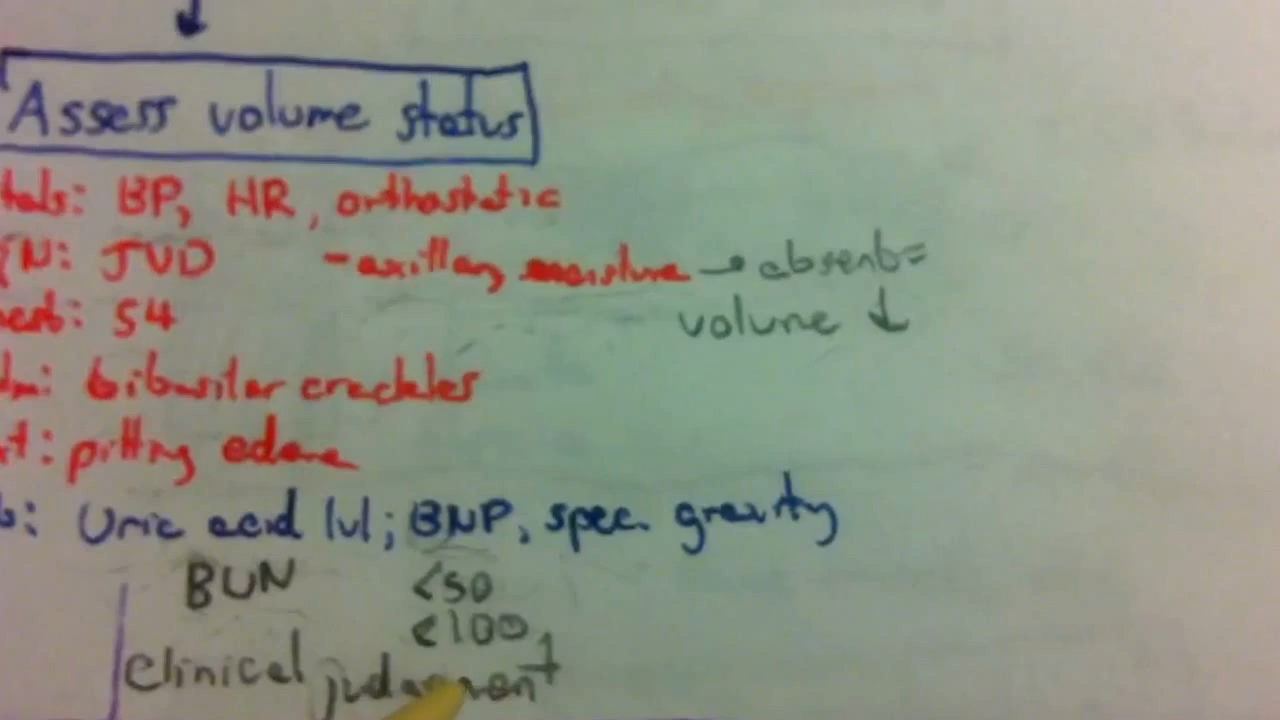 Assess volume status
tals: BP, HR, orthostatic
N: JVD - axillary moisture → absent =
volume ↓
S4
bibasilar crackles
pitting edema
Uric acid lvl; BNP, spec. gravity
BUN <50
<100
clinical judgment